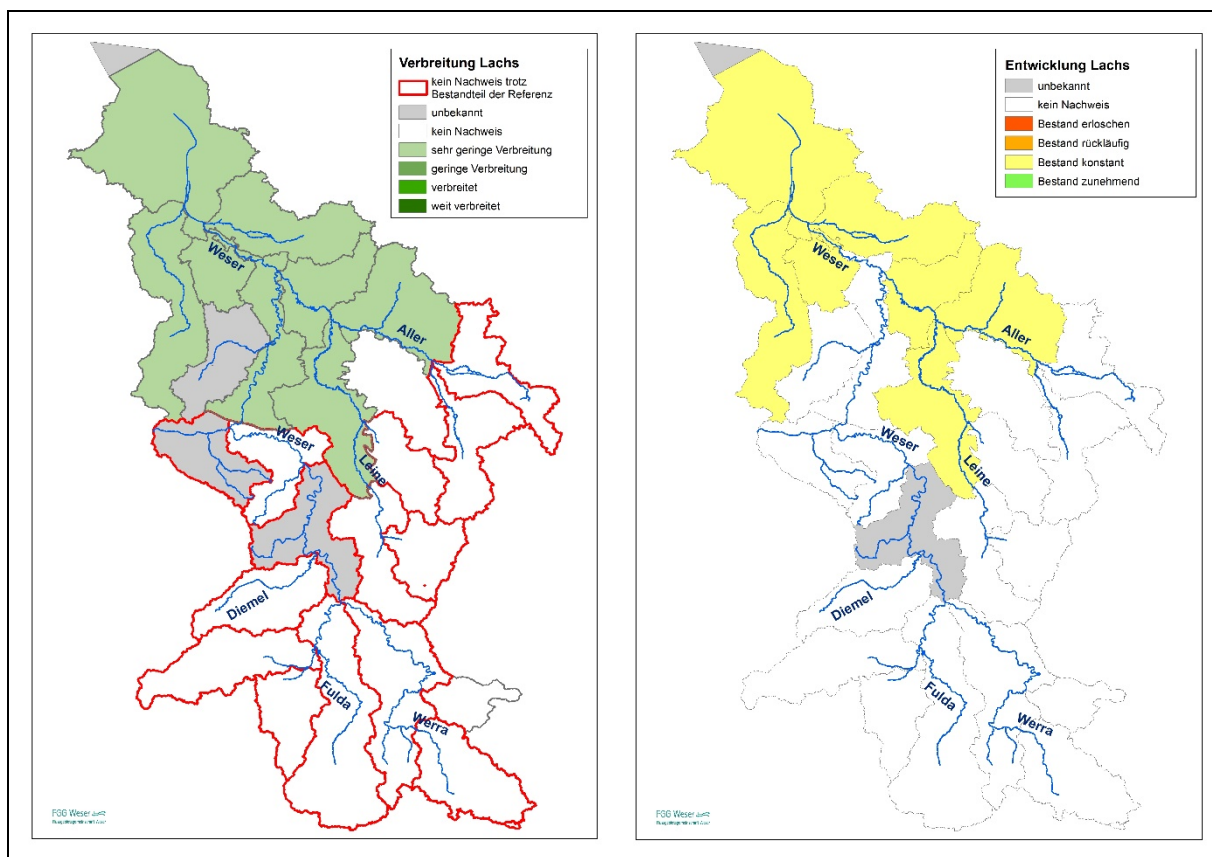 Verbreitung Lachs
kein Nachweis trotz
Bestandteil der Referenz
unbekannt
kein Nachweis
sehr geringe Verbreitung
geringe Verbreitung
verbreitet
weit verbreitet
Weser
Aller
Weser
Leine
Diemel
Fulda
Werra
FGG Weser
Entwicklung Lachs
unbekannt
kein Nachweis
Bestand erloschen
Bestand rückläufig
Bestand konstant
Bestand zunehmend
Weser
Aller
Weser
Leine
Diemel
Fulda
Werra
FGG Weser